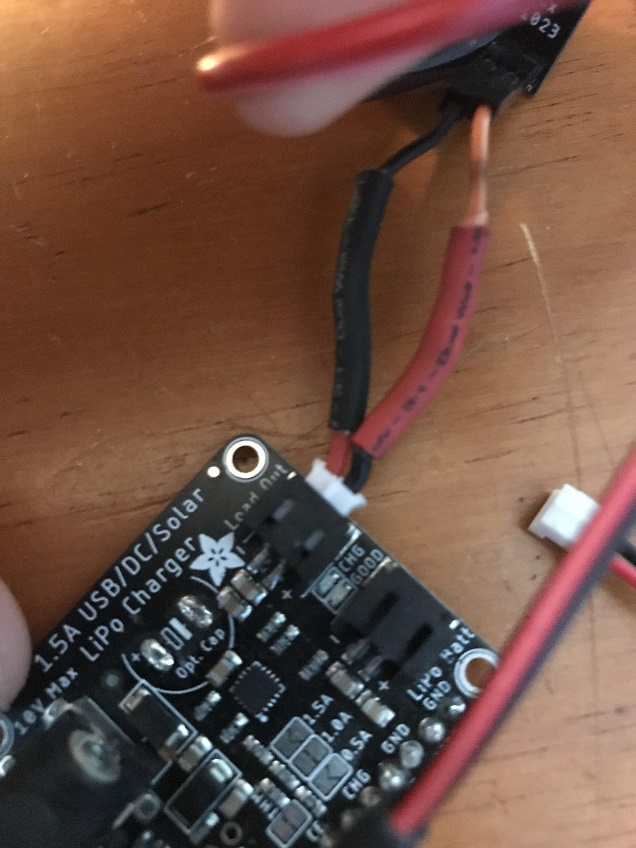 2023
Load Out
1.5A USB/DC/Solar
LiPo Charger
10V Max
CHG
GOOD
Opt. Cap
LiPo Batt
GND
GND
1.5A
1.0A
0.5A
CHG